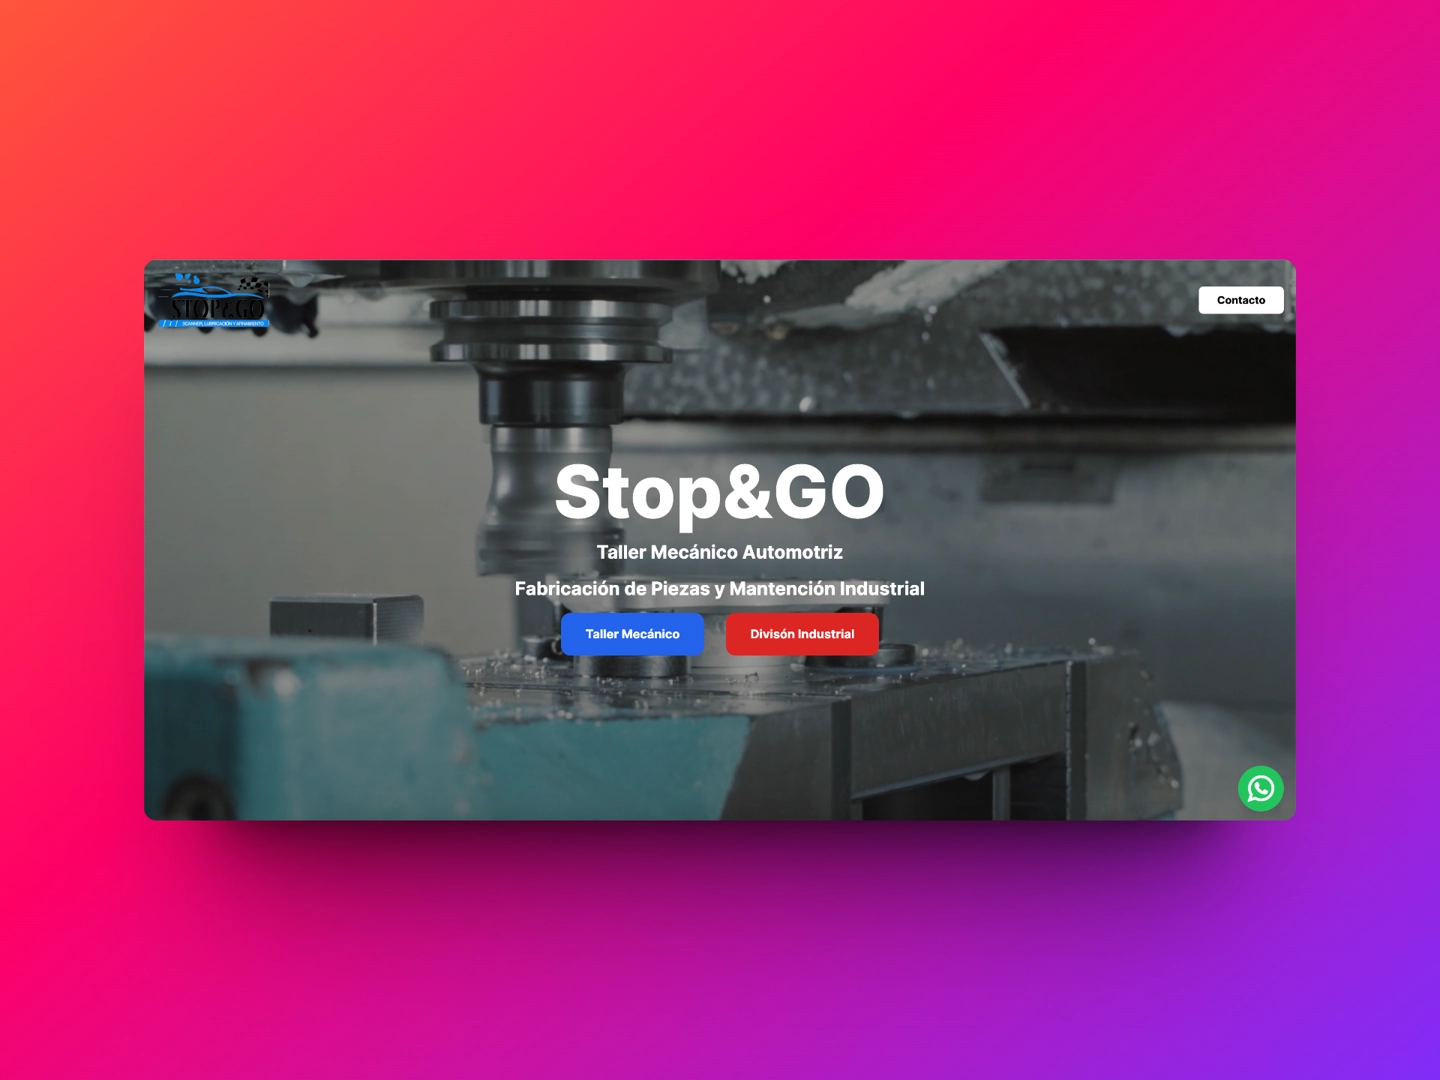 STOP&GO
SCANNER, LUBRICACIÓN Y AFINAMIENTO
Contacto
Stop&GO
Taller Mecánico Automotriz
Fabricación de Piezas y Mantención Industrial
Taller Mecánico
Divisón Industrial